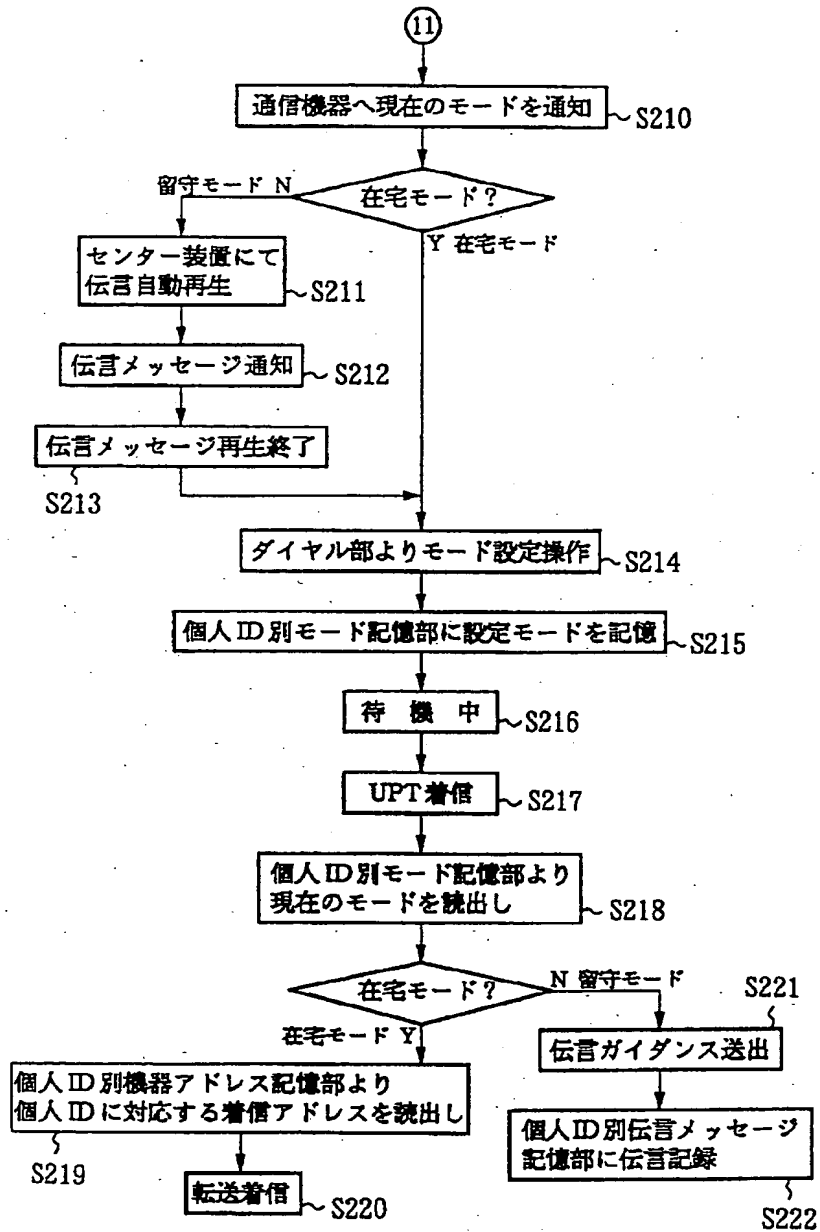 11
通信機器へ現在のモードを通知
S210
留守モード N
在宅モード?
Y 在宅モード
センター装置にて
伝言自動再生
S211
伝言メッセージ通知
S212
伝言メッセージ再生終了
S213
ダイヤル部よりモード設定操作
S214
個人ID別モード記憶部に設定モードを記憶
S215
待 機 中
S216
UPT着信
S217
個人ID別モード記憶部より
現在のモードを読出し
S218
在宅モード?
N 留守モード
在宅モード Y
S221
伝言ガイダンス送出
個人ID別機器アドレス記憶部より
個人IDに対応する着信アドレスを読出し
S219
個人ID別伝言メッセージ
記憶部に伝言記録
S222
転送着信
S220